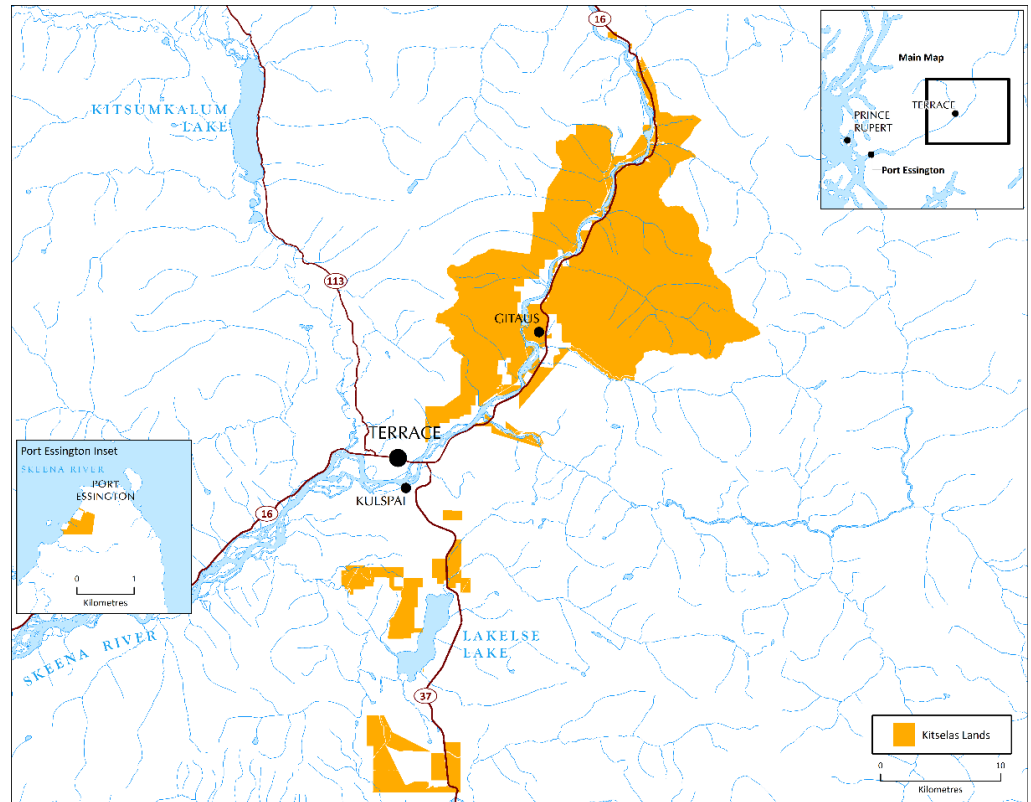 16
Main Map
TERRACE
PRINCE
RUPERT
Port Essington
KITSUMKALUM
LAKE
113
GITAUS
TERRACE
KULSPAI
Port Essington Inset
SKEENA RIVER
PORT
ESSINGTON
0 1
Kilometres
16
SKEENA RIVER
LAKELSE
LAKE
37
Kitselas Lands
0 10
Kilometres